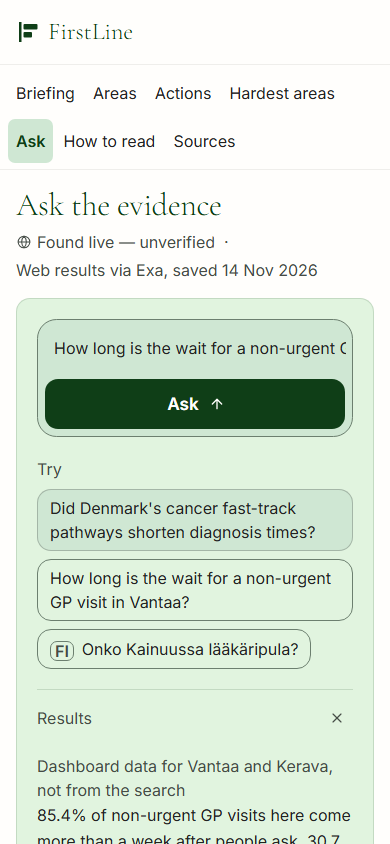 FirstLine
Briefing Areas Actions Hardest areas
Ask How to read Sources
Ask the evidence
Found live — unverified ·
Web results via Exa, saved 14 Nov 2026
How long is the wait for a non-urgent
Ask ↑
Try
Did Denmark's cancer fast-track
pathways shorten diagnosis times?
How long is the wait for a non-urgent
GP visit in Vantaa?
FI Onko Kainuussa lääkäripula?
Results ×
Dashboard data for Vantaa and Kerava,
not from the search
85.4% of non-urgent GP visits here come
more than a week after people ask. 30.7